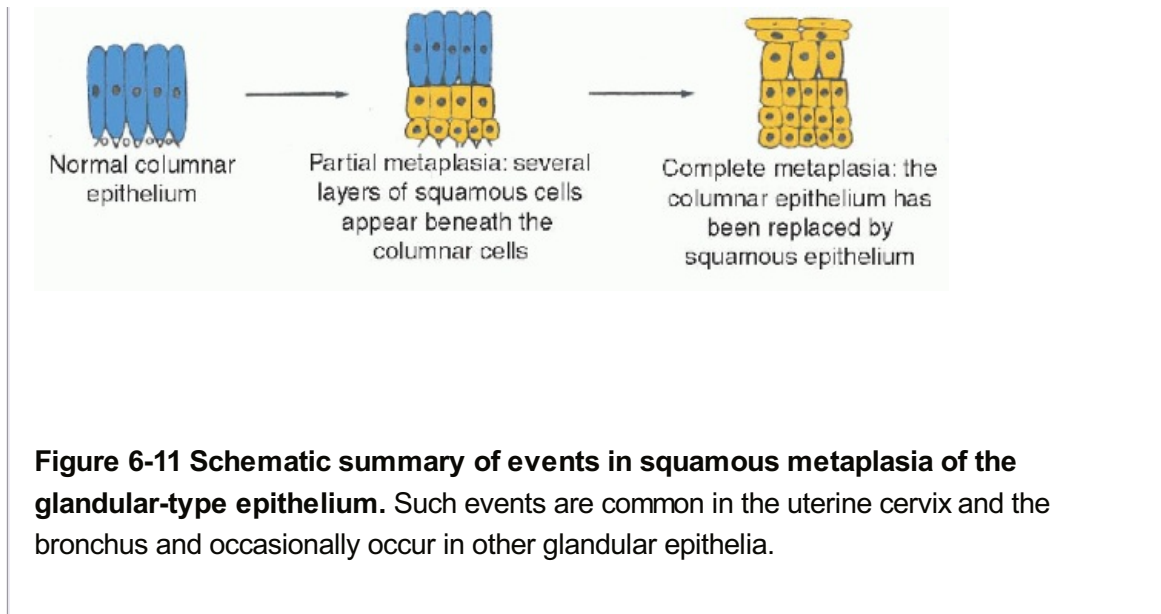 Normal columnar
epithelium
Partial metaplasia: several
layers of squamous cells
appear beneath the
columnar cells
Complete metaplasia: the
columnar epithelium has
been replaced by
squamous epithelium
Figure 6-11 Schematic summary of events in squamous metaplasia of the
glandular-type epithelium. Such events are common in the uterine cervix and the
bronchus and occasionally occur in other glandular epithelia.